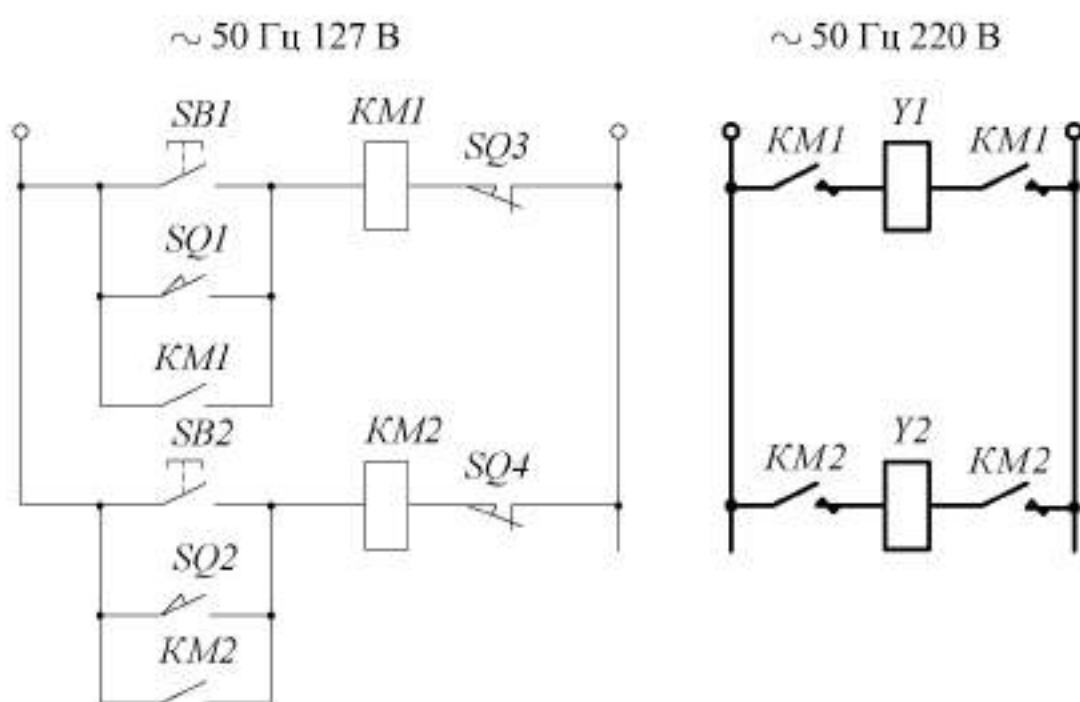 ~ 50 Гц 127 В
~ 50 Гц 220 В
SB1
KM1
SQ3
SQ1
KM1
SB2
KM2
SQ4
SQ2
KM2
KM1
Y1
KM1
KM2
Y2
KM2